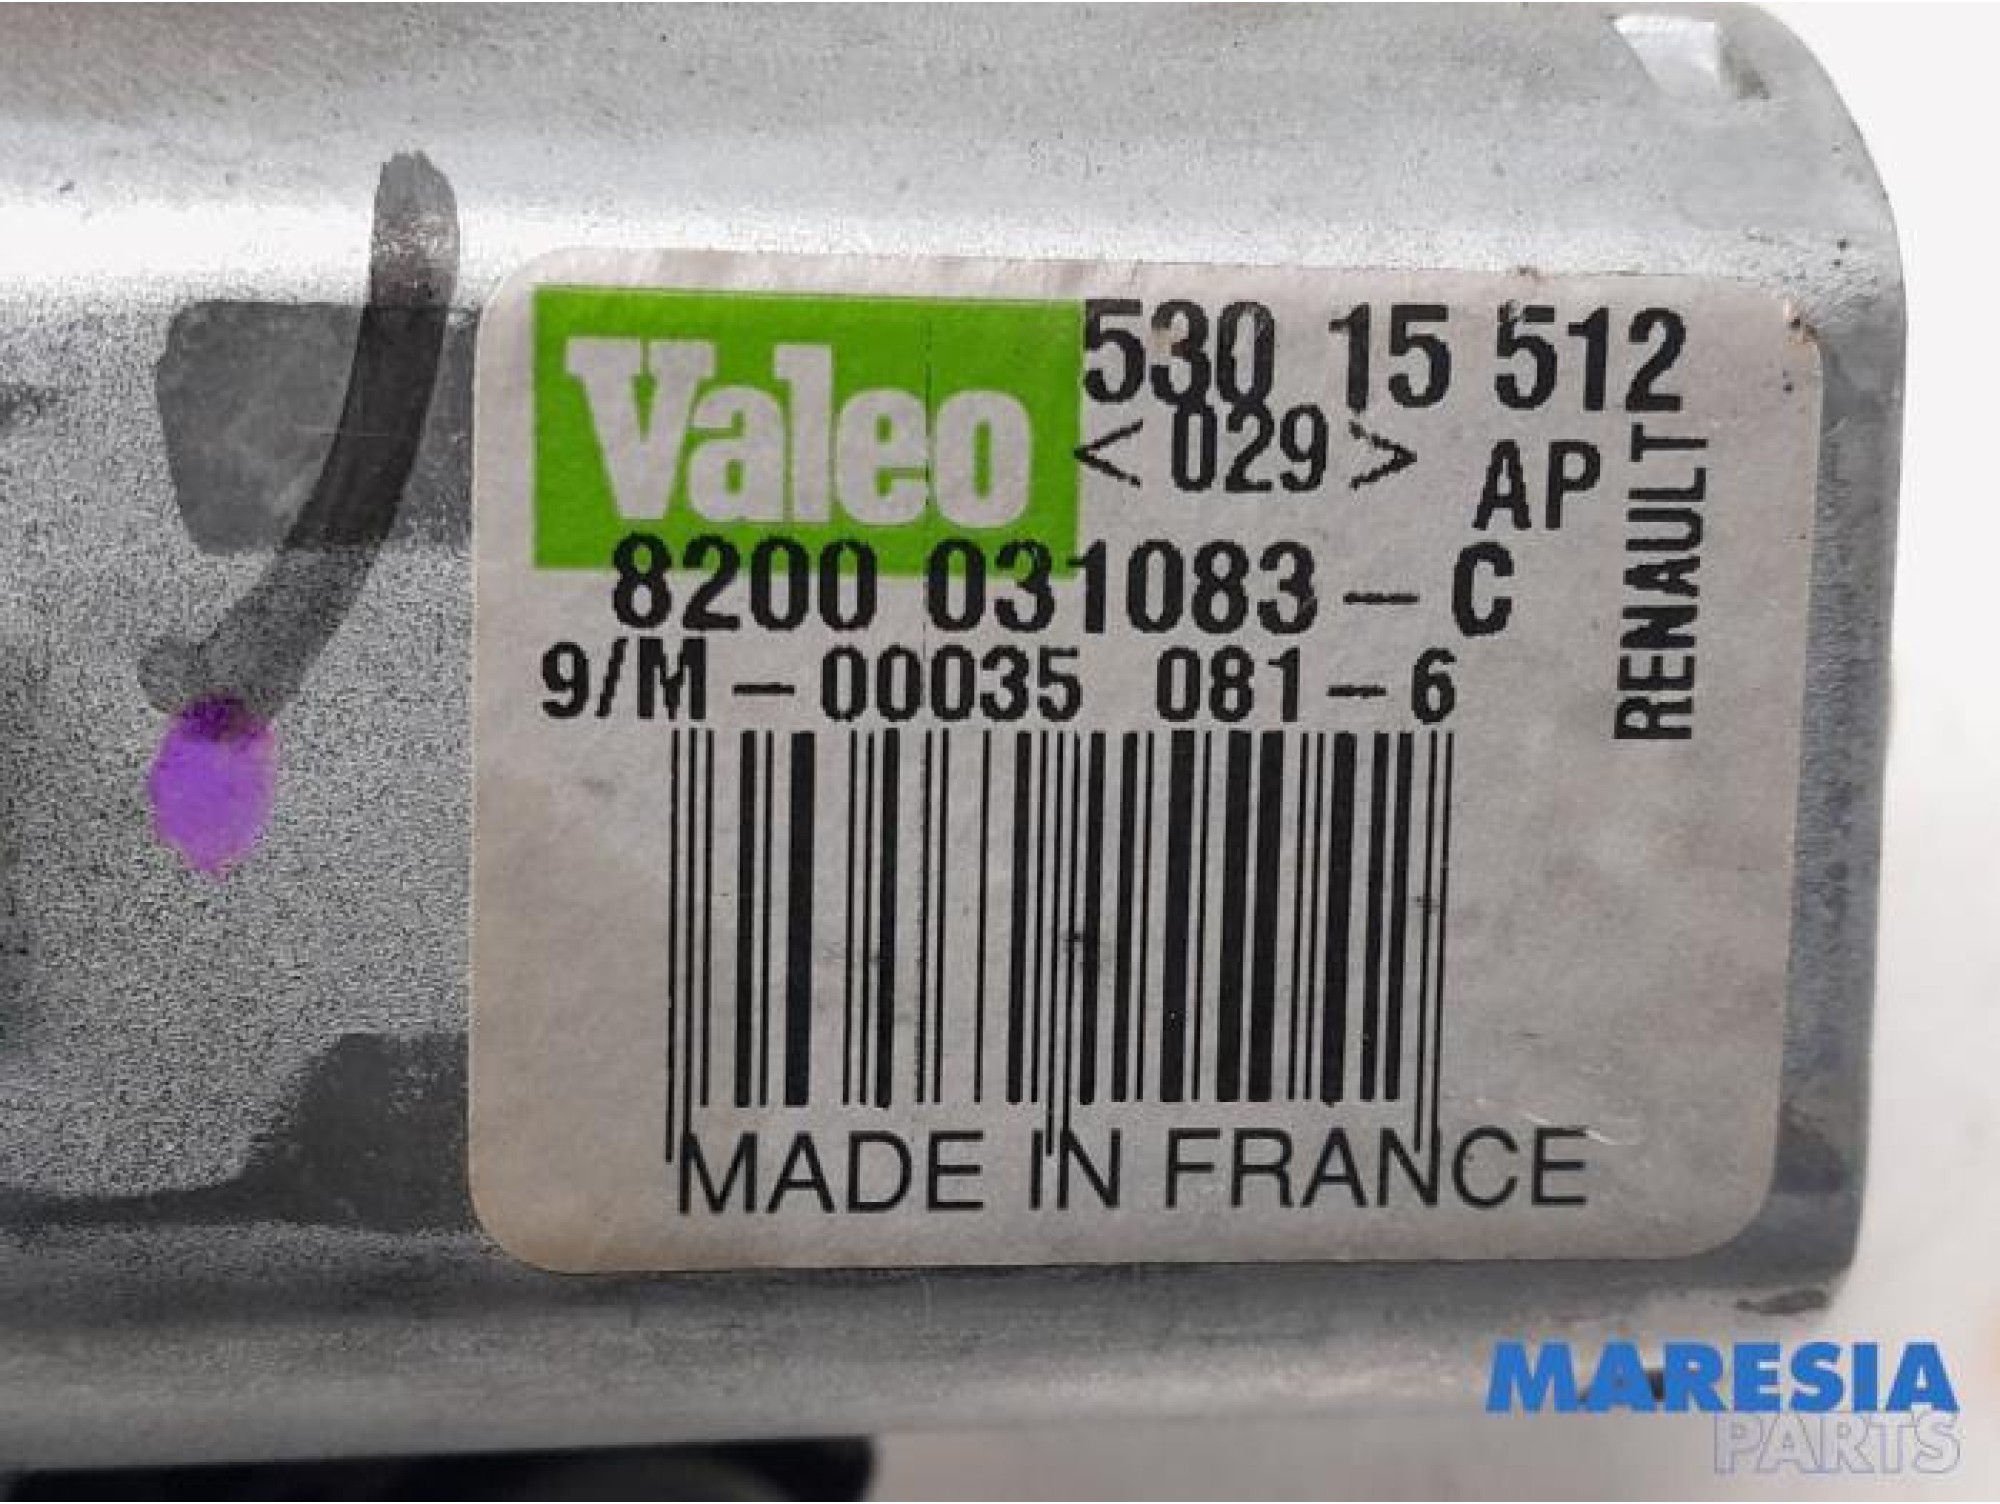 Valeo 530 15 512
<029> AP
RENAULT
8200 031083-C
9/M-00035 081-6
MADE IN FRANCE
MARESIA
PARTS